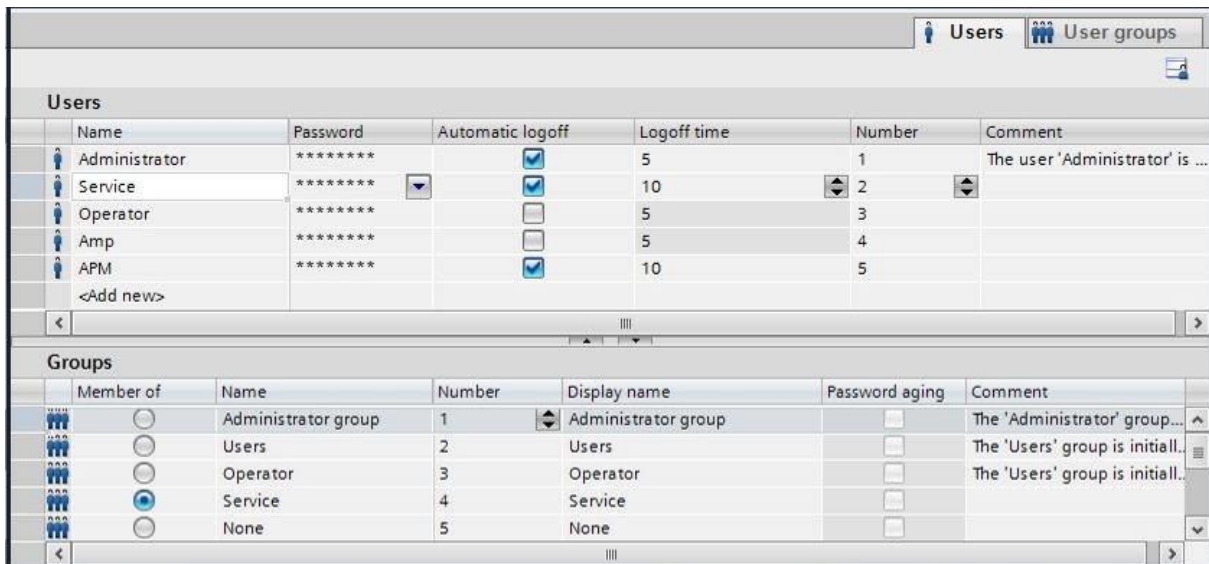 Users User groups
Users
Name Password Automatic logoff Logoff time Number Comment
Administrator ******** 5 1 The user 'Administrator' is ...
Service ******** 10 2
Operator ******** 5 3
Amp ******** 5 4
APM ******** 10 5
<Add new>
Groups
Member of Name Number Display name Password aging Comment
Administrator group 1 Administrator group The 'Administrator' group...
Users 2 Users The 'Users' group is initiall..
Operator 3 Operator The 'Users' group is initiall..
Service 4 Service
None 5 None